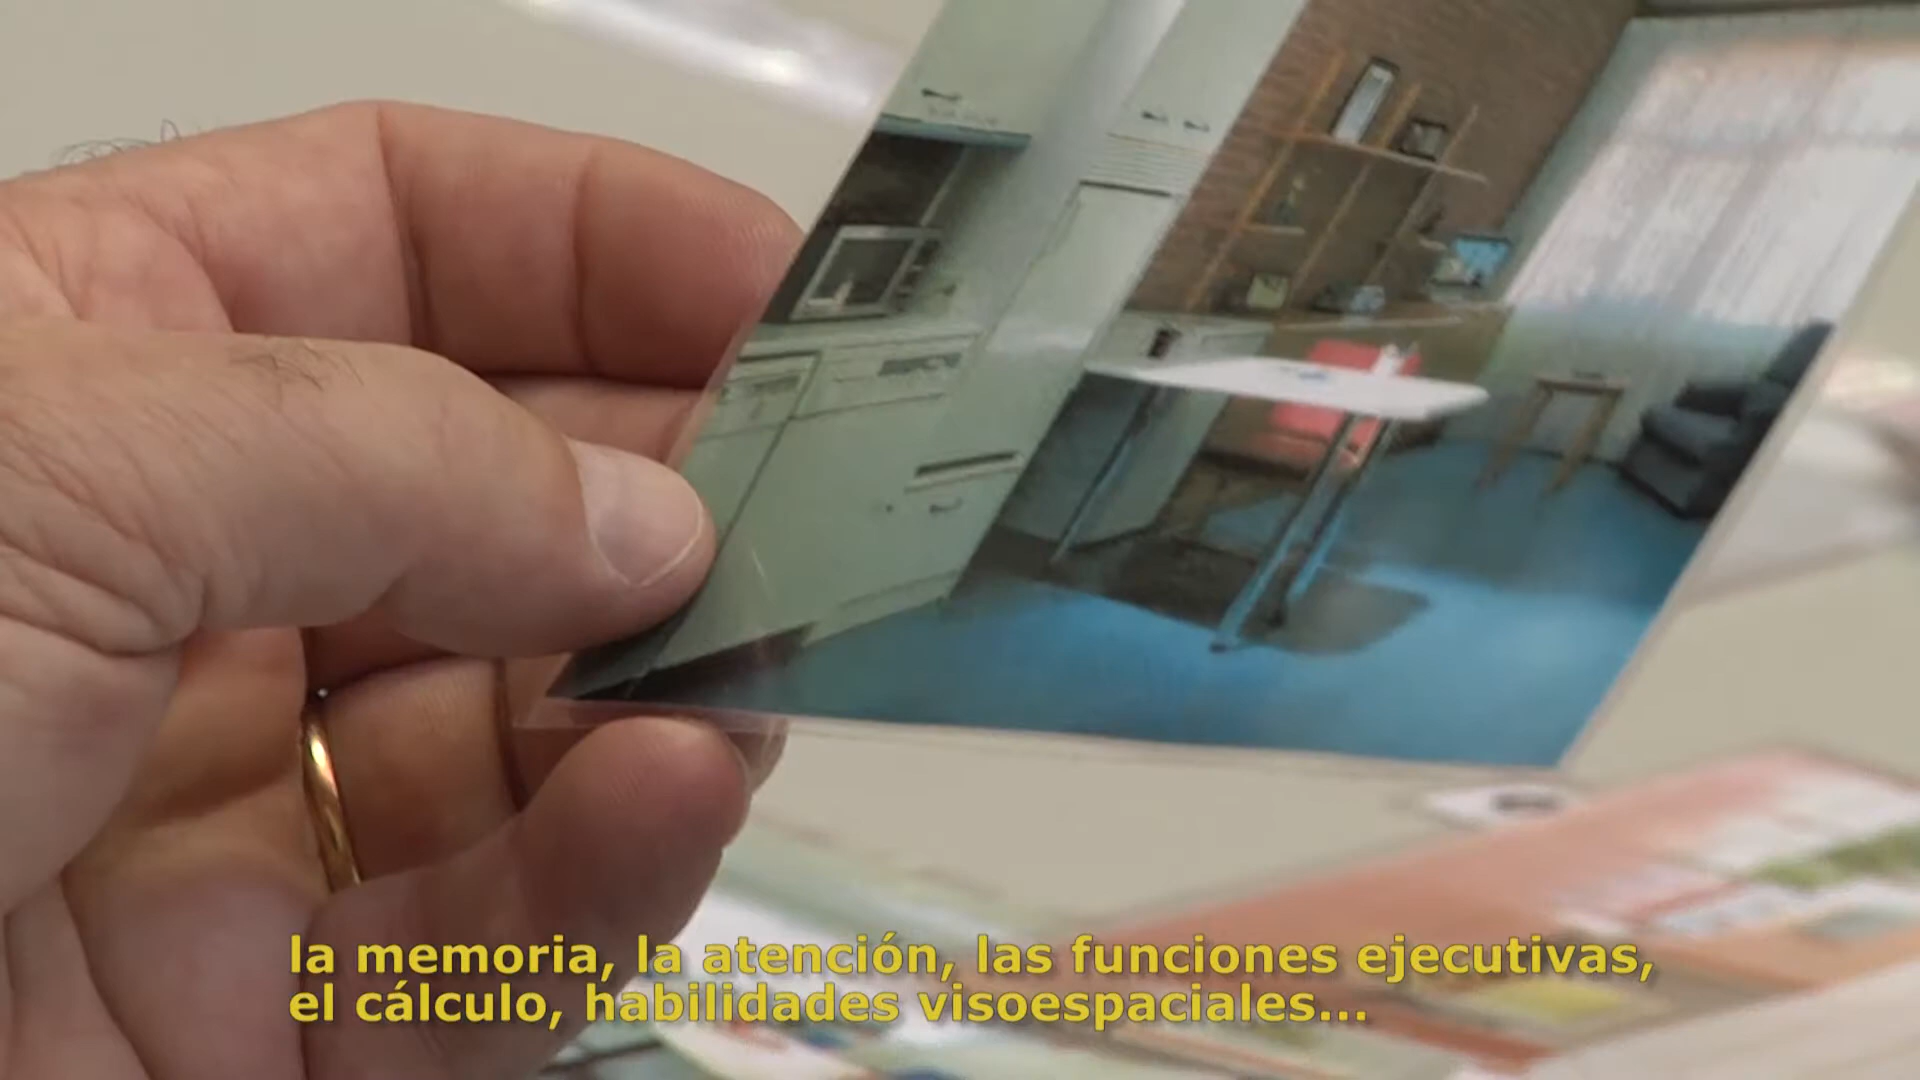 la memoria, la atención, las funciones ejecutivas,
el cálculo, habilidades visoespaciales...